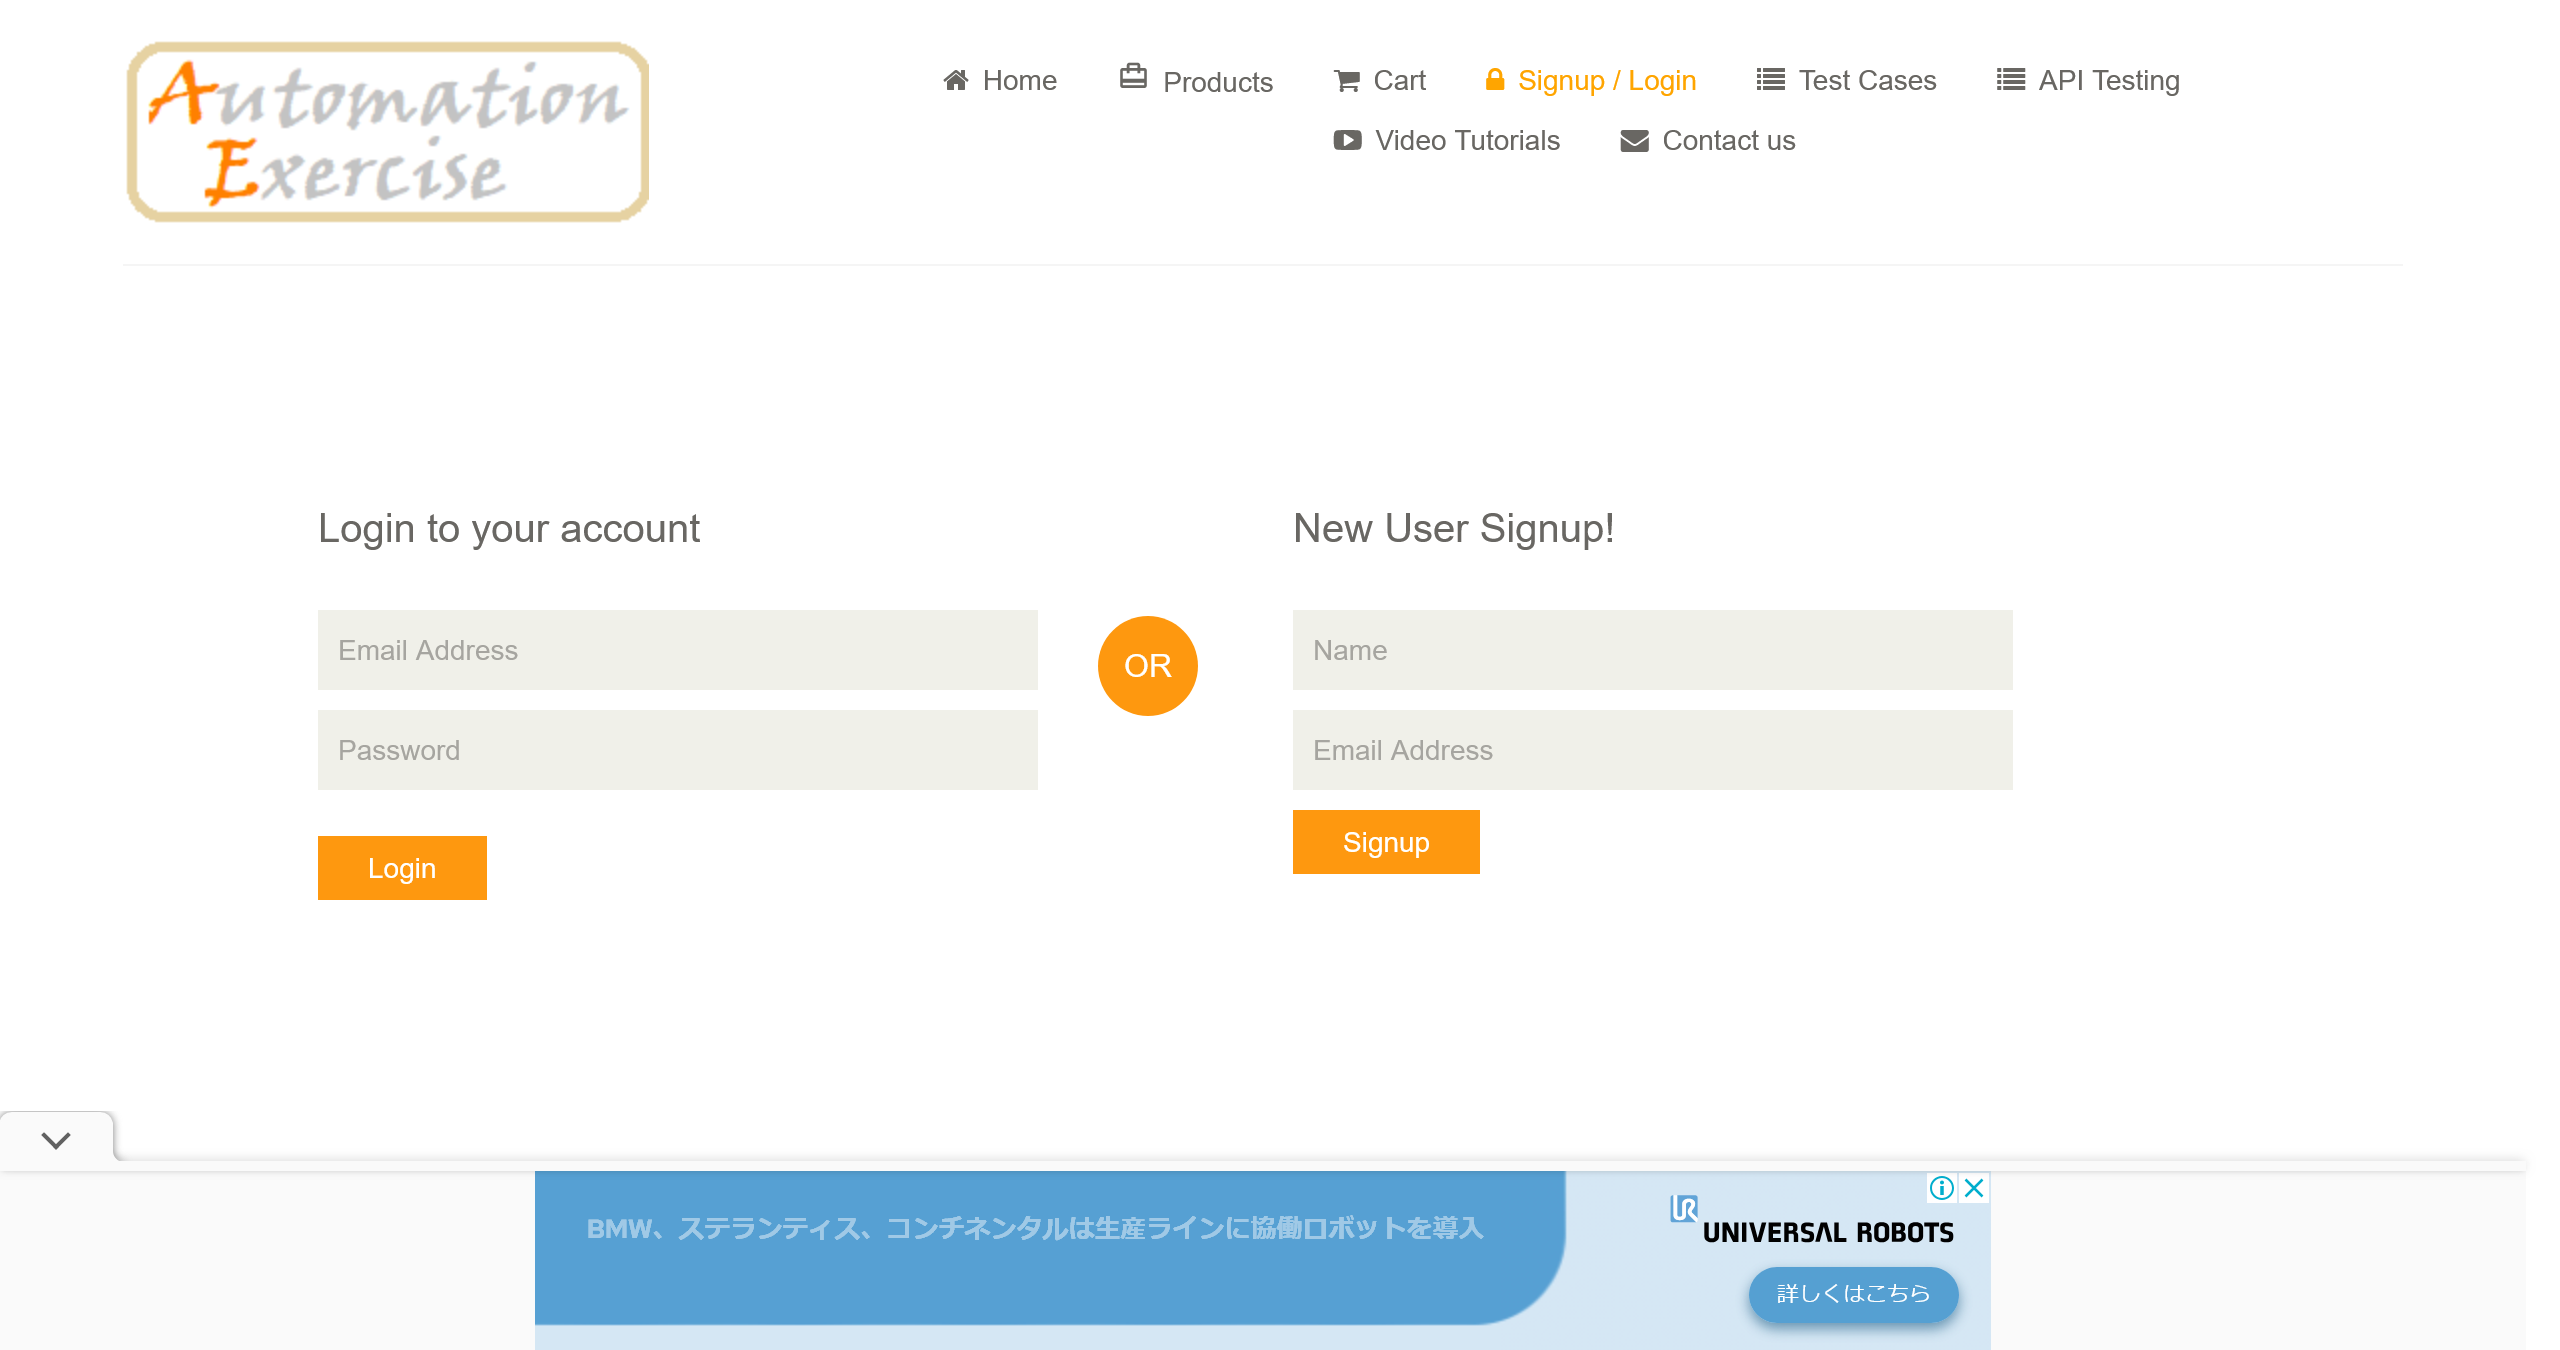 Automation
Exercise
Home
Products
Cart
Signup / Login
Test Cases
API Testing
Video Tutorials
Contact us
Login to your account
Email Address
Password
Login
OR
New User Signup!
Name
Email Address
Signup
BMW、ステランティス、コンチネンタルは生産ラインに協働ロボットを導入
UR
UNIVERSAL ROBOTS
詳しくはこちら